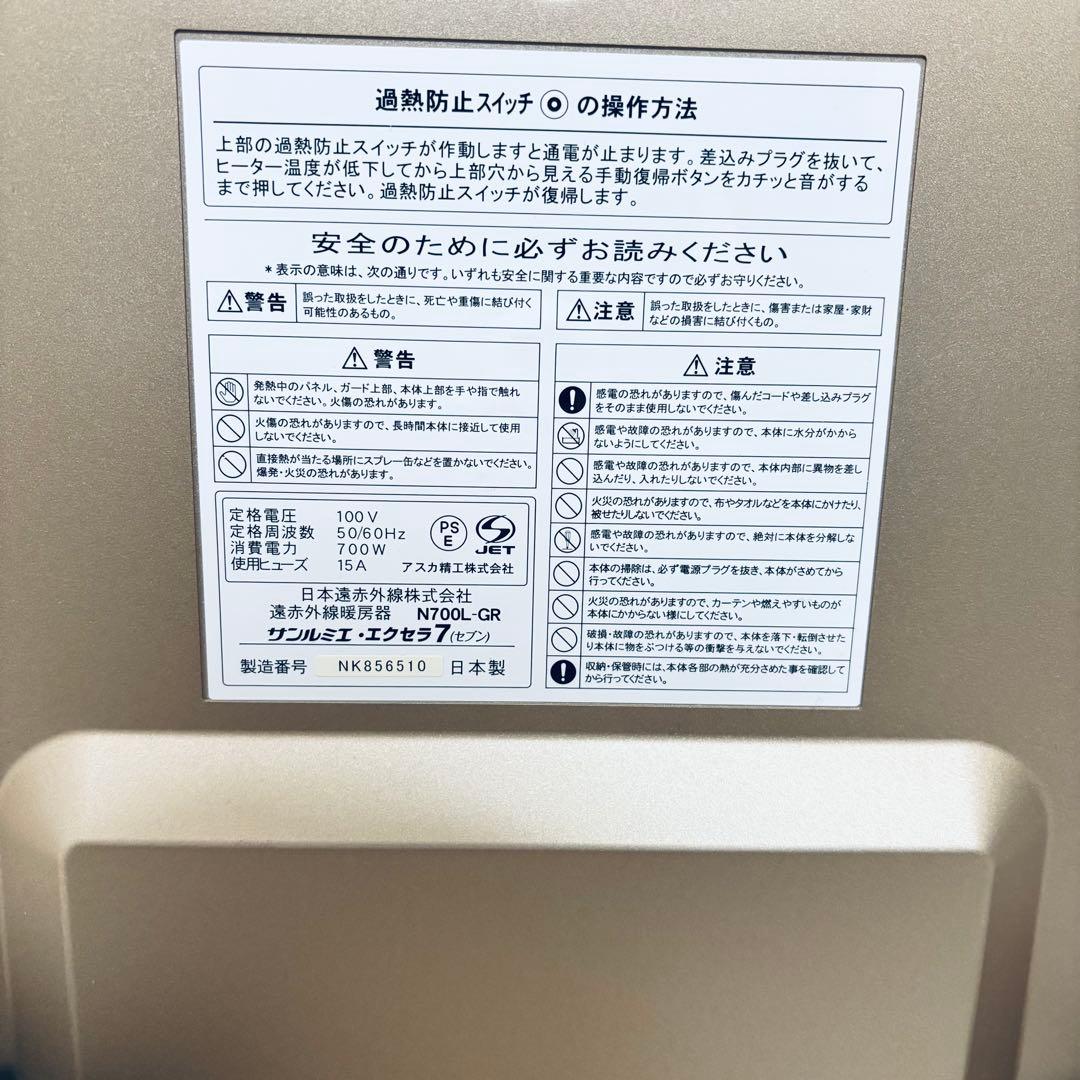 過熱防止スイッチ◎の操作方法
上部の過熱防止スイッチが作動しますと通電が止まります。差込みプラグを抜いて、
ヒーター温度が低下してから上部穴から見える手動復帰ボタンをカチッと音がする
まで押してください。過熱防止スイッチが復帰します。
安全のために必ずお読みください
*表示の意味は、次の通りです。いずれも安全に関する重要な内容ですので必ずお守りください。
警告
誤った取扱をしたときに、死亡や重傷に結び付く
可能性のあるもの。
注意
誤った取扱をしたときに、傷害または家屋・家財
などの損害に結び付くもの。
警告
発熱中のパネル、ガード上部、本体上部を手や指で触れ
ないでください。火傷の恐れがあります。
火傷の恐れがありますので、長時間本体に接近して使用
しないでください。
直接熱が当たる場所にスプレー缶などを置かないでください。
爆発・火災の恐れがあります。
定格電圧 100V
定格周波数 50/60Hz
消費電力 700W
使用ヒューズ 15A
PS
E
JET
アスカ精工株式会社
日本遠赤外線株式会社
遠赤外線暖房器 N700L-GR
サンルミエ・エクセラ7(セブン)
製造番号 NK856510 日本製
注意
感電の恐れがありますので、傷んだコードや差し込みプラグ
をそのまま使用しないでください。
感電や故障の恐れがありますので、本体に水分がかから
ないようにしてください。
感電や故障の恐れがありますので、本体内部に異物を差し
込んだり、入れたりしないでください。
火災の恐れがありますので、布やタオルなどを本体にかけたり、
被せたりしないでください。
感電や故障の恐れがありますので、絶対に本体を分解しな
いでください。
本体の掃除は、必ず電源プラグを抜き、本体がさめてから
行ってください。
火災の恐れがありますので、カーテンや燃えやすいものが
本体にかからない様にしてください。
破損・故障の恐れがありますので、本体を落下・転倒させた
り本体に物をぶつける等の衝撃を与えないでください。
収納・保管時には、本体各部の熱が充分さめた事を確認して
から行ってください。